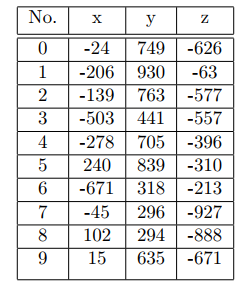 No. x y z
0 -24 749 -626
1 -206 930 -63
2 -139 763 -577
3 -503 441 -557
4 -278 705 -396
5 240 839 -310
6 -671 318 -213
7 -45 296 -927
8 102 294 -888
9 15 635 -671